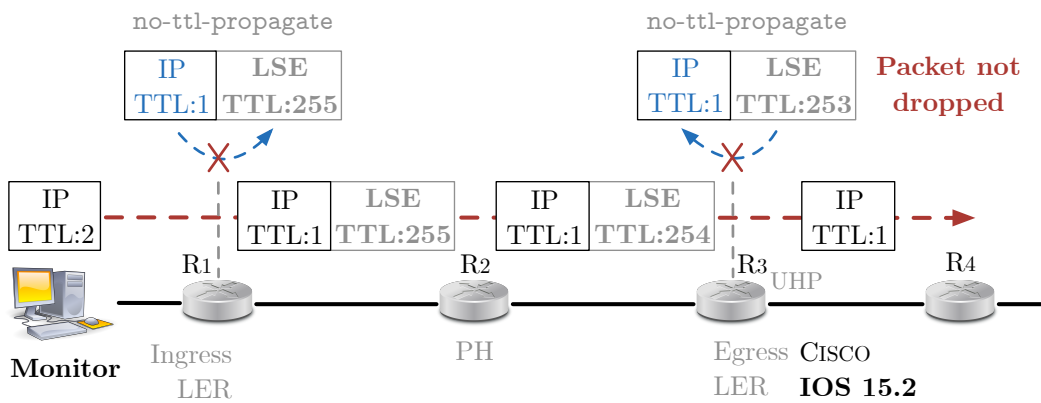 no-ttl-propagate
no-ttl-propagate
IP
TTL:1
LSE
TTL:255
IP
TTL:1
LSE
TTL:253
Packet not
dropped
IP
TTL:2
IP
TTL:1
LSE
TTL:255
IP
TTL:1
LSE
TTL:254
IP
TTL:1
R1
R2
R3
R4
UHP
Monitor
Ingress
LER
PH
Egress
LER
CISCO
IOS 15.2